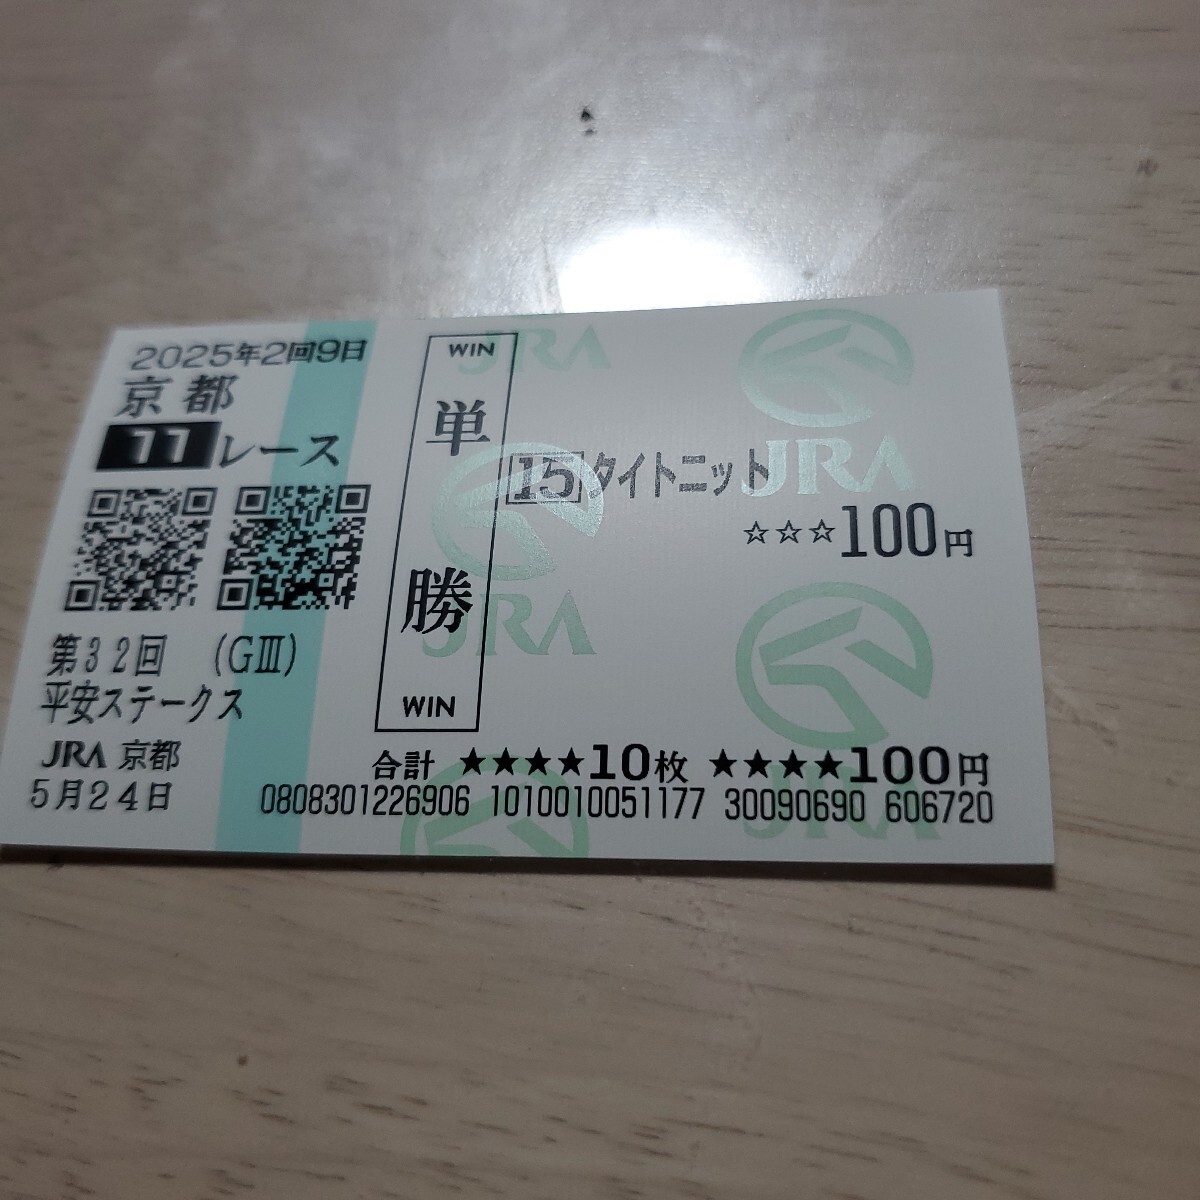 2025年2回9日
京都
11レース
第32回 (GⅢ)
平安ステークス
JRA 京都
5月24日
WIN
単勝
WIN
15 タイトニット
☆☆☆100円
合計 ★★★★10枚 ★★★★100円
0808301226906 1010010051177 30090690 606720
JRA
JRA
JRA
JRA